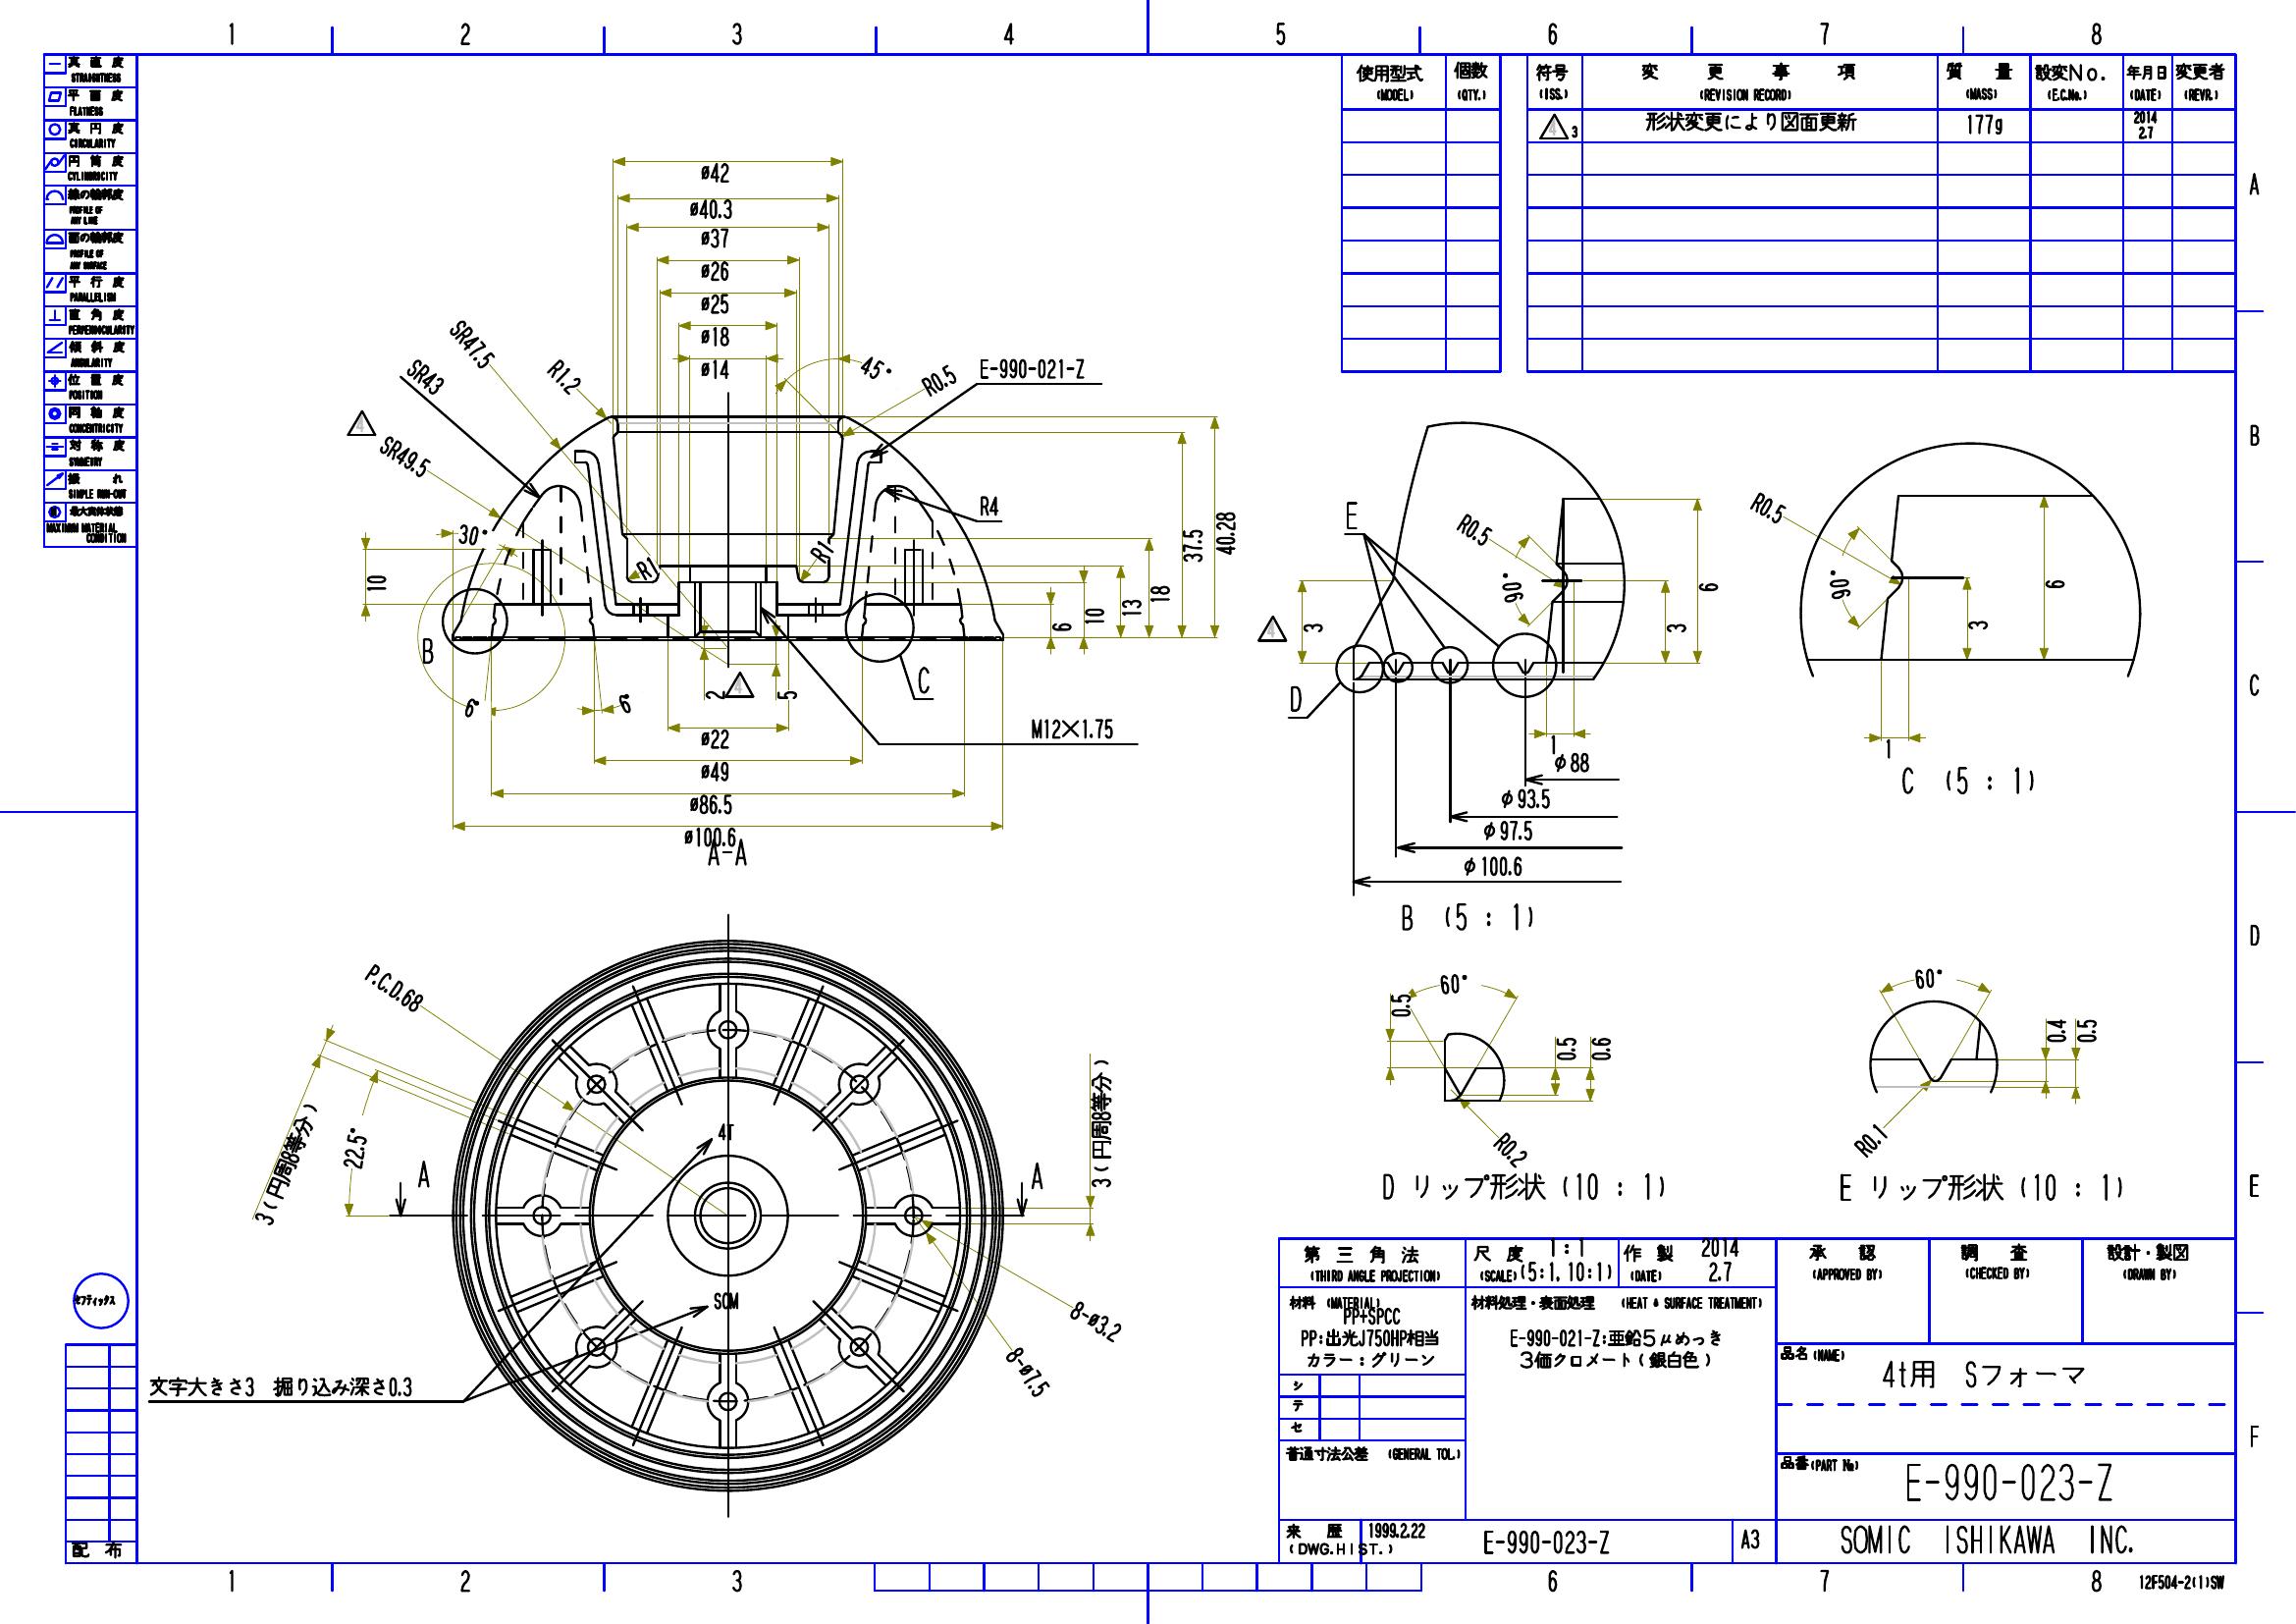 1 2 3 4 5 6 7 8
真直度
STRAIGHTNESS
平面度
FLATNESS
真円度
CIRCULARITY
円筒度
CYLINDRICITY
線の輪郭度
PROFILE OF
ANY LINE
面の輪郭度
PROFILE OF
ANY SURFACE
平行度
PARALLELISM
直角度
PERPENDICULARITY
傾斜度
ANGULARITY
位置度
POSITION
同軸度
CONCENTRICITY
対称度
SYMMETRY
振れ
SIMPLE RUN-OUT
最大実体状態
MAXIMUM MATERIAL
CONDITION
使用型式 個数
(MODEL) (QTY.)
符号 変更事項 質量 設変No. 年月日 変更者
(ISS.) (REVISION RECORD) (MASS) (E.C.No.) (DATE) (REVR.)
4 3 形状変更により図面更新 177g 2014
2.7
A
B
C
D
E
F
ø42
ø40.3
ø37
ø26
ø25
ø18
ø14
SR47.5
SR43
R1.2
45°
R0.5
E-990-021-Z
4
SR49.5
R4
30°
10
R1
R1
6
10
13
18
37.5
40.28
B
C
6°
6°
2
4
5
M12×1.75
ø22
ø49
ø86.5
ø100.6
A-A
E
R0.5
90°
6
3
3
4
D
1
φ88
φ93.5
φ97.5
φ100.6
B (5 : 1)
R0.5
90°
6
3
1
C (5 : 1)
P.C.D.68
3(円周8等分)
22.5°
A
A
3(円周8等分)
4T
SOM
8-ø3.2
8-ø7.5
文字大きさ3 掘り込み深さ0.3
60°
0.5
0.5
0.6
R0.2
D リップ形状(10 : 1)
60°
0.4
0.5
R0.1
E リップ形状(10 : 1)
セフティックス
配布
第三角法
(THIRD ANGLE PROJECTION)
尺度 1:1
(SCALE)(5:1, 10:1)
作製 2014
(DATE) 2.7
承認
(APPROVED BY)
調査
(CHECKED BY)
設計・製図
(DRAWN BY)
材料 (MATERIAL)
PP+SPCC
PP:出光J750HP相当
カラー:グリーン
材料処理・表面処理 (HEAT & SURFACE TREATMENT)
E-990-021-Z:亜鉛5μめっき
3価クロメート(銀白色)
シ
テ
セ
普通寸法公差 (GENERAL TOL.)
品名(NAME)
4t用 Sフォーマ
品番(PART No)
E-990-023-Z
来歴 1999.2.22
(DWG.HIST.)
E-990-023-Z
A3
SOMIC ISHIKAWA INC.
1 2 3 6 7 8
12F504-2(1)SW